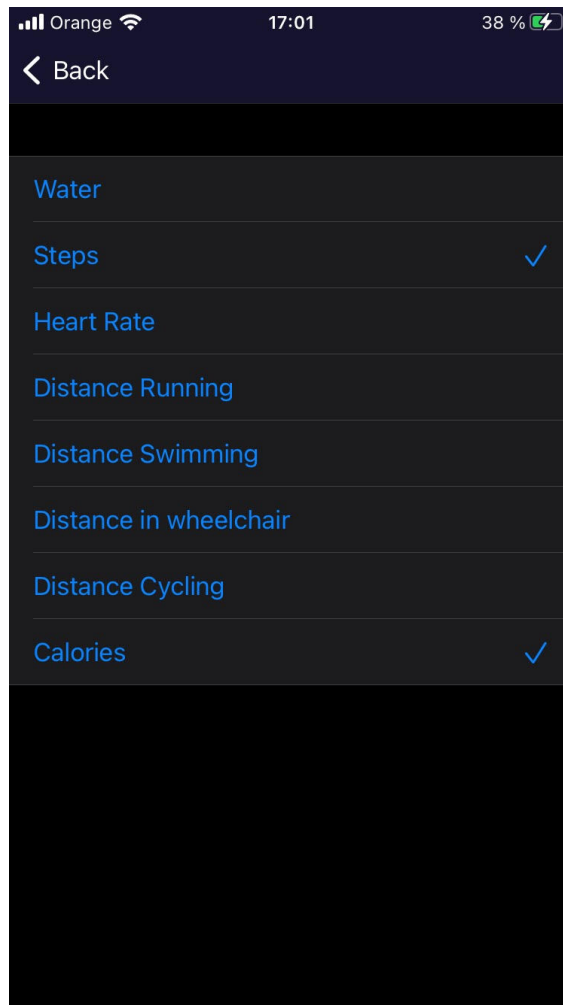 Orange 17:01 38 %
Back
Water
Steps
Heart Rate
Distance Running
Distance Swimming
Distance in wheelchair
Distance Cycling
Calories